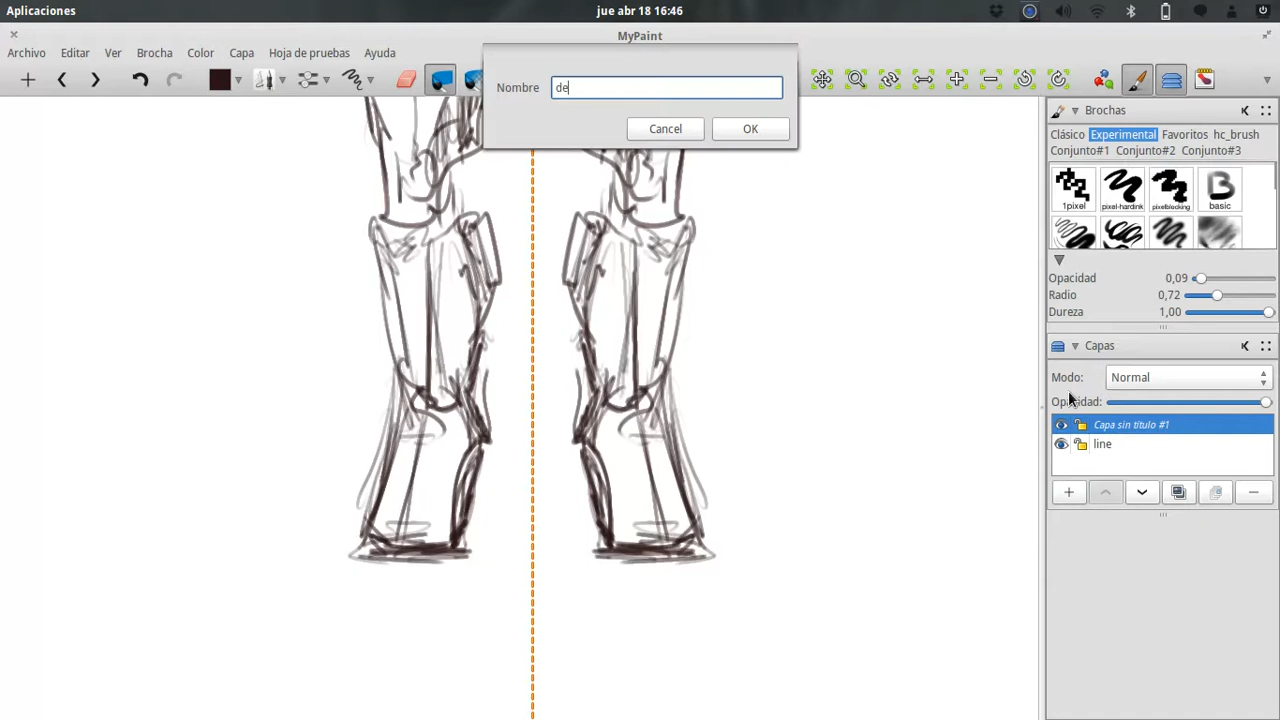 Aplicaciones
jue abr 18 16:46
MyPaint
Archivo Editar Ver Brocha Color Capa Hoja de pruebas Ayuda
Nombre de
Cancel OK
Brochas
Clásico Experimental Favoritos hc_brush
Conjunto#1 Conjunto#2 Conjunto#3
1pixel pixel-hardink pixelblocking basic
Opacidad 0,09
Radio 0,72
Dureza 1,00
Capas
Modo: Normal
Opacidad:
Capa sin título #1
line